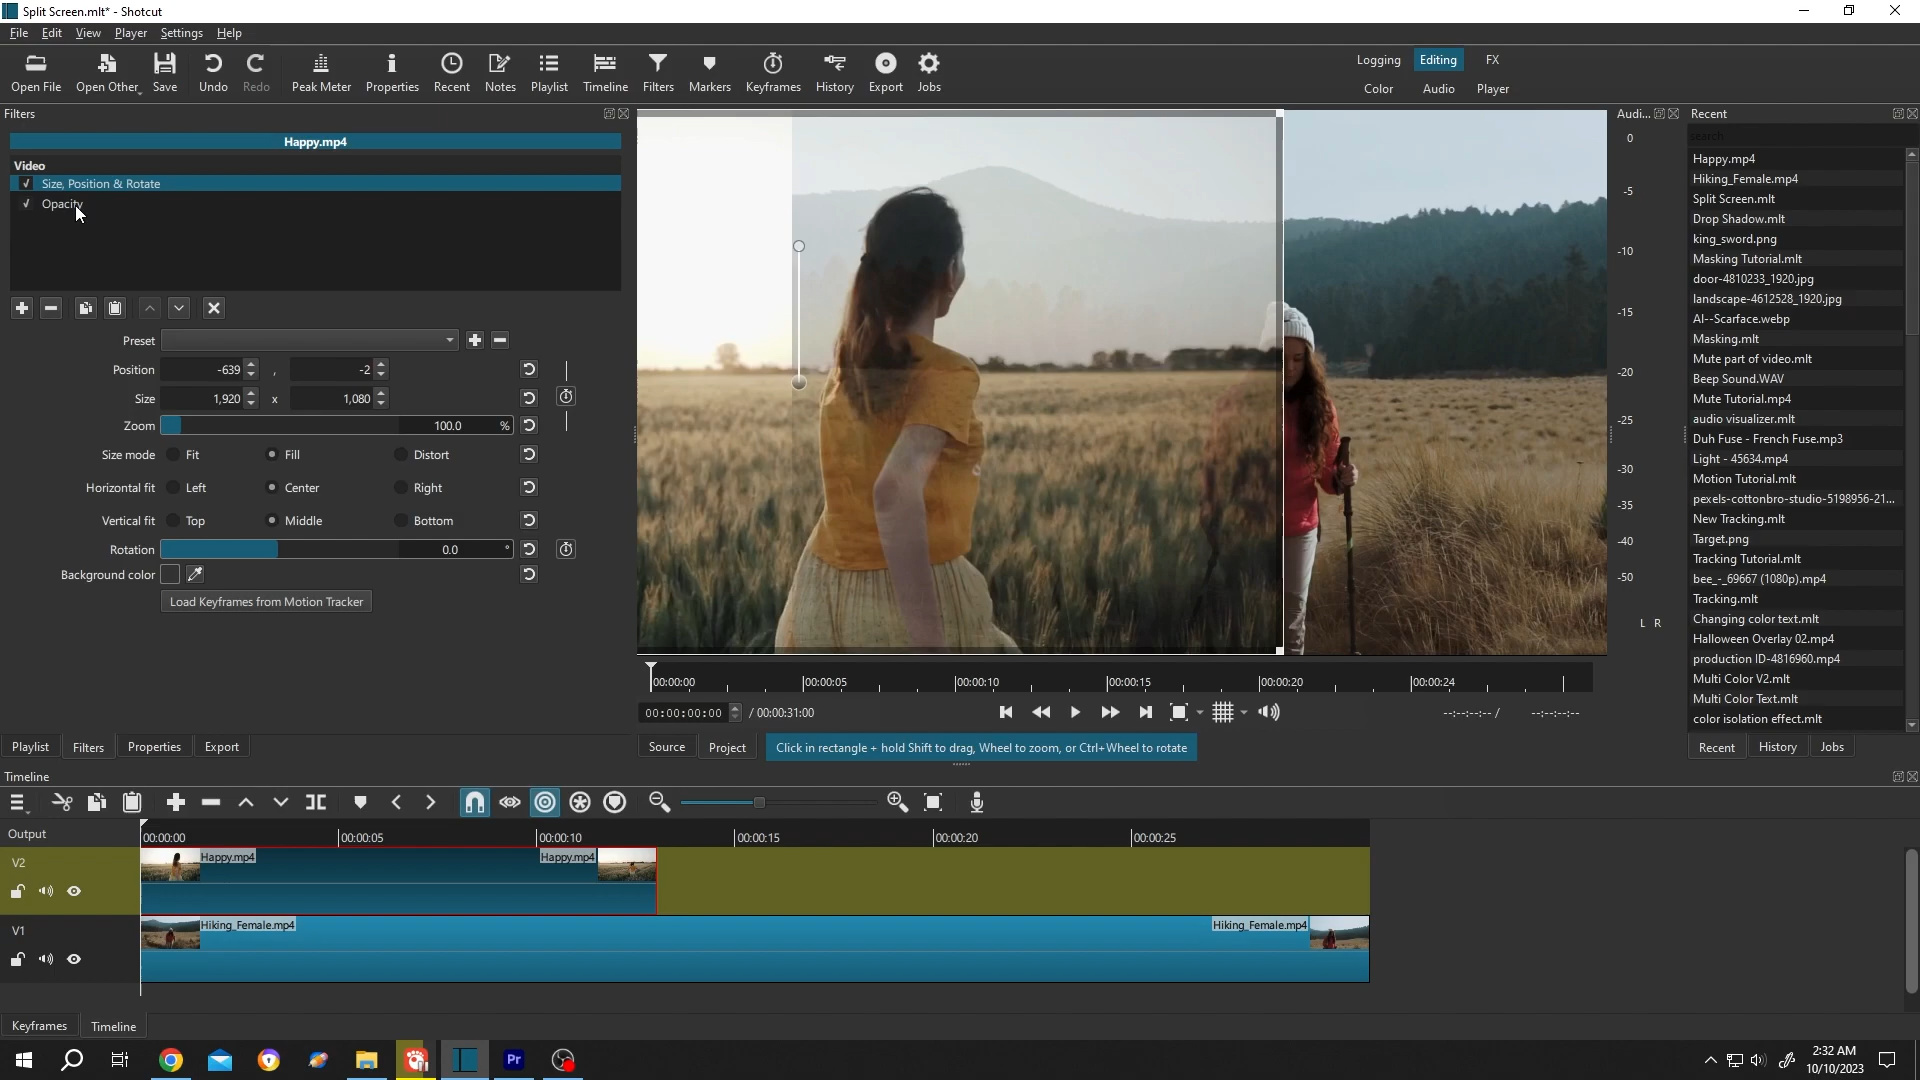 Split Screen.mlt* - Shotcut
File Edit View Player Settings Help
Open File Open Other Save Undo Redo Peak Meter Properties Recent Notes Playlist Timeline Filters Markers Keyframes History Export Jobs
Logging Editing FX
Color Audio Player
Filters
Happy.mp4
Video
Size, Position & Rotate
Opacity
Preset
Position -639 , -2
Size 1,920 x 1,080
Zoom 100.0 %
Size mode Fit Fill Distort
Horizontal fit Left Center Right
Vertical fit Top Middle Bottom
Rotation 0.0 °
Background color
Load Keyframes from Motion Tracker
Playlist Filters Properties Export
00:00:00 00:00:05 00:00:10 00:00:15 00:00:20 00:00:24
00:00:00:00 / 00:00:31:00 --:--:--:-- / --:--:--:--
Source Project Click in rectangle + hold Shift to drag, Wheel to zoom, or Ctrl+Wheel to rotate
Audi...
0
-5
-10
-15
-20
-25
-30
-35
-40
-50
L R
Recent
search
Happy.mp4
Hiking_Female.mp4
Split Screen.mlt
Drop Shadow.mlt
king_sword.png
Masking Tutorial.mlt
door-4810233_1920.jpg
landscape-4612528_1920.jpg
AI--Scarface.webp
Masking.mlt
Mute part of video.mlt
Beep Sound.WAV
Mute Tutorial.mp4
audio visualizer.mlt
Duh Fuse - French Fuse.mp3
Light - 45634.mp4
Motion Tutorial.mlt
pexels-cottonbro-studio-5198956-21...
New Tracking.mlt
Target.png
Tracking Tutorial.mlt
bee_-_69667 (1080p).mp4
Tracking.mlt
Changing color text.mlt
Halloween Overlay 02.mp4
production ID-4816960.mp4
Multi Color V2.mlt
Multi Color Text.mlt
color isolation effect.mlt
Recent History Jobs
Timeline
Output 00:00:00 00:00:05 00:00:10 00:00:15 00:00:20 00:00:25
V2 Happy.mp4 Happy.mp4
V1 Hiking_Female.mp4 Hiking_Female.mp4
Keyframes Timeline
Pr
2:32 AM
10/10/2023